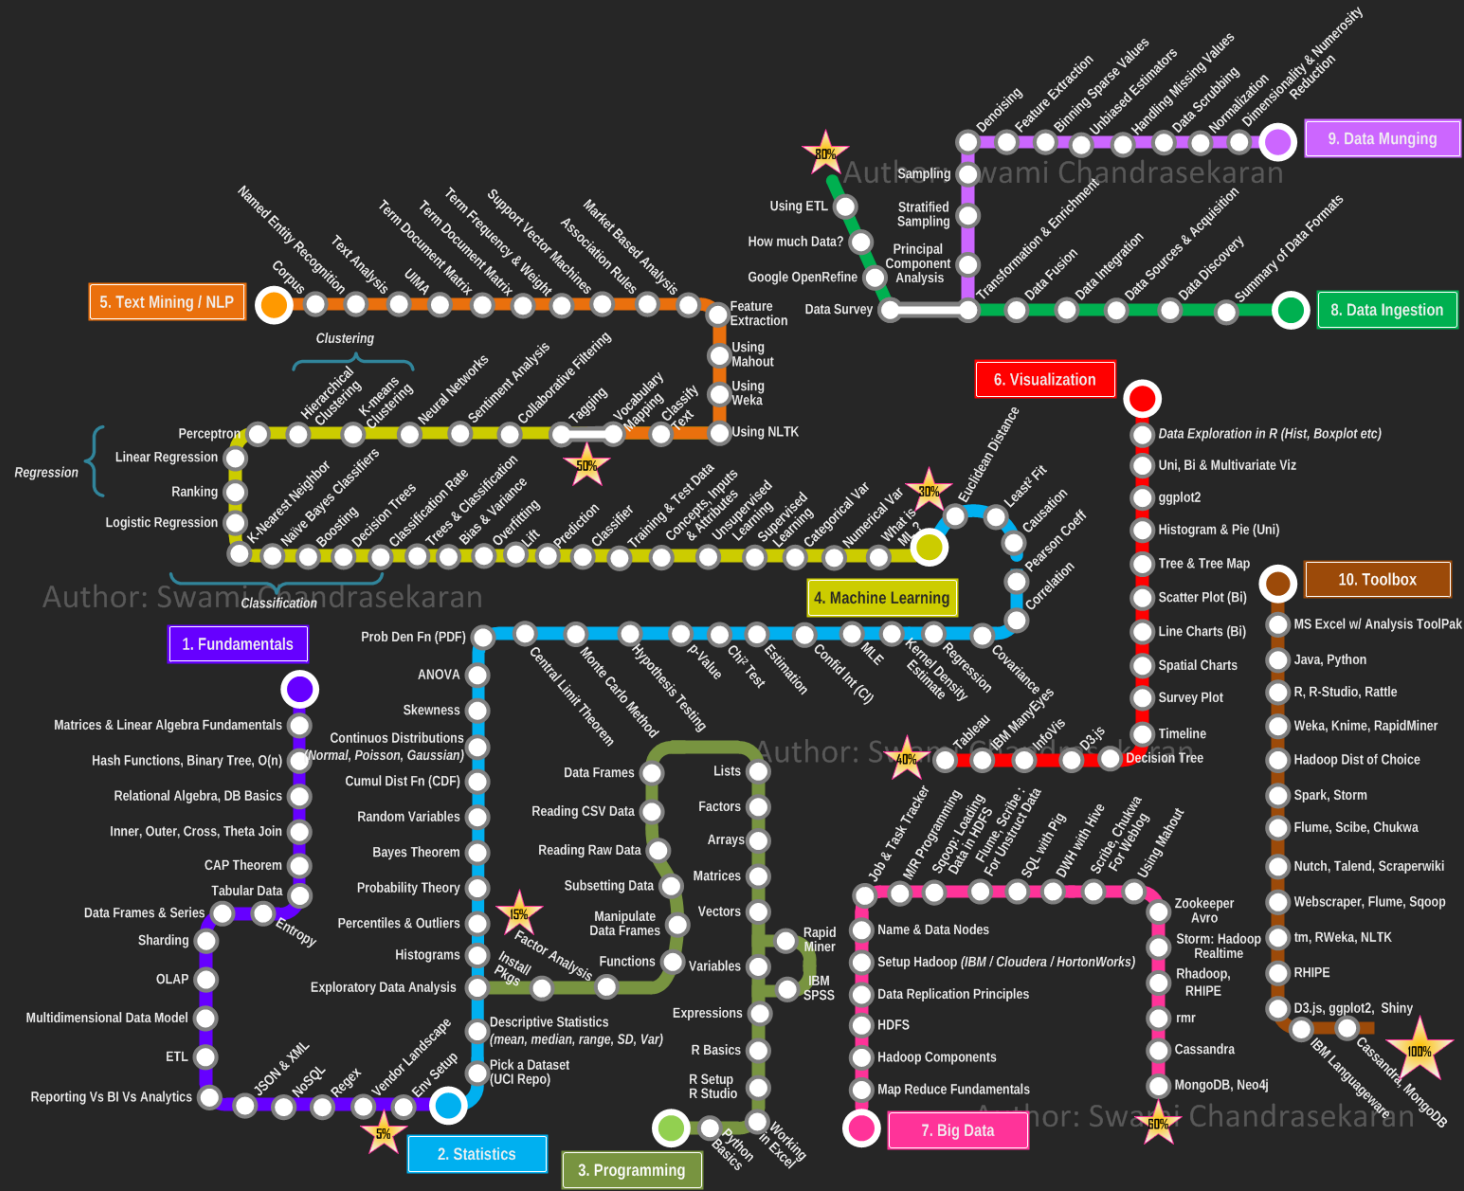 Author: Swami Chandrasekaran
5. Text Mining / NLP
Corpus
Named Entity Recognition
Text Analysis
UIMA
Term Document Matrix
Term Document Matrix
Term Frequency & Weight
Support Vector Machines
Association Rules
Market Based Analysis
Feature
Extraction
Using
Mahout
Using
Weka
Using NLTK
Classify
Text
Vocabulary
Mapping
50%
80%
Using ETL
How much Data?
Google OpenRefine
Data Survey
Sampling
Stratified
Sampling
Principal
Component
Analysis
Denoising
Feature Extraction
Binning Sparse Values
Unbiased Estimators
Handling Missing Values
Data Scrubbing
Normalization
Dimensionality & Numerosity
Reduction
9. Data Munging
Transformation & Enrichment
Data Fusion
Data Integration
Data Sources & Acquisition
Data Discovery
Summary of Data Formats
8. Data Ingestion
Clustering
Hierarchical
Clustering
K-means
Clustering
Neural Networks
Sentiment Analysis
Collaborative Filtering
Tagging
Regression
Perceptron
Linear Regression
Ranking
Logistic Regression
K-Nearest Neighbor
Naïve Bayes Classifiers
Boosting
Decision Trees
Classification Rate
Trees & Classification
Bias & Variance
Overfitting
Lift
Prediction
Classifier
Training & Test Data
Concepts, Inputs
& Attributes
Unsupervised
Learning
Supervised
Learning
Categorical Var
Numerical Var
What is
ML?
30%
Classification
4. Machine Learning
Author: Swami Chandrasekaran
Euclidean Distance
Least² Fit
Causation
Pearson Coeff
Correlation
Covariance
Regression
Kernel Density
Estimate
MLE
Confid Int (CI)
Estimation
Chi² Test
p-Value
Hypothesis Testing
Monte Carlo Method
Central Limit Theorem
Prob Den Fn (PDF)
ANOVA
Skewness
Continuos Distributions
(Normal, Poisson, Gaussian)
Cumul Dist Fn (CDF)
Random Variables
Bayes Theorem
Probability Theory
Percentiles & Outliers
Histograms
Exploratory Data Analysis
Descriptive Statistics
(mean, median, range, SD, Var)
Pick a Dataset
(UCI Repo)
2. Statistics
1. Fundamentals
Matrices & Linear Algebra Fundamentals
Hash Functions, Binary Tree, O(n)
Relational Algebra, DB Basics
Inner, Outer, Cross, Theta Join
CAP Theorem
Tabular Data
Entropy
Data Frames & Series
Sharding
OLAP
Multidimensional Data Model
ETL
Reporting Vs BI Vs Analytics
JSON & XML
NoSQL
Regex
Vendor Landscape
Env Setup
5%
15%
Factor Analysis
Install
Pkgs
Data Frames
Reading CSV Data
Reading Raw Data
Subsetting Data
Manipulate
Data Frames
Functions
Lists
Factors
Arrays
Matrices
Vectors
Variables
Rapid
Miner
IBM
SPSS
Expressions
R Basics
R Setup
R Studio
Working
in Excel
Python
Basics
3. Programming
6. Visualization
Data Exploration in R (Hist, Boxplot etc)
Uni, Bi & Multivariate Viz
ggplot2
Histogram & Pie (Uni)
Tree & Tree Map
Scatter Plot (Bi)
Line Charts (Bi)
Spatial Charts
Survey Plot
Timeline
Decision Tree
D3.js
InfoVis
IBM ManyEyes
Tableau
40%
Author: Swami Chandrasekaran
Job & Task Tracker
M/R Programming
Sqoop: Loading
Data in HDFS
Flume, Scribe :
For Unstruct Data
SQL with Pig
DWH with Hive
Scribe, Chukwa
For Weblog
Using Mahout
Name & Data Nodes
Setup Hadoop (IBM / Cloudera / HortonWorks)
Data Replication Principles
HDFS
Hadoop Components
Map Reduce Fundamentals
7. Big Data
Zookeeper
Avro
Storm: Hadoop
Realtime
Rhadoop,
RHIPE
rmr
Cassandra
MongoDB, Neo4j
60%
Author: Swami Chandrasekaran
10. Toolbox
MS Excel w/ Analysis ToolPak
Java, Python
R, R-Studio, Rattle
Weka, Knime, RapidMiner
Hadoop Dist of Choice
Spark, Storm
Flume, Scibe, Chukwa
Nutch, Talend, Scraperwiki
Webscraper, Flume, Sqoop
tm, RWeka, NLTK
RHIPE
D3.js, ggplot2, Shiny
IBM Languageware
Cassandra, MongoDB
100%